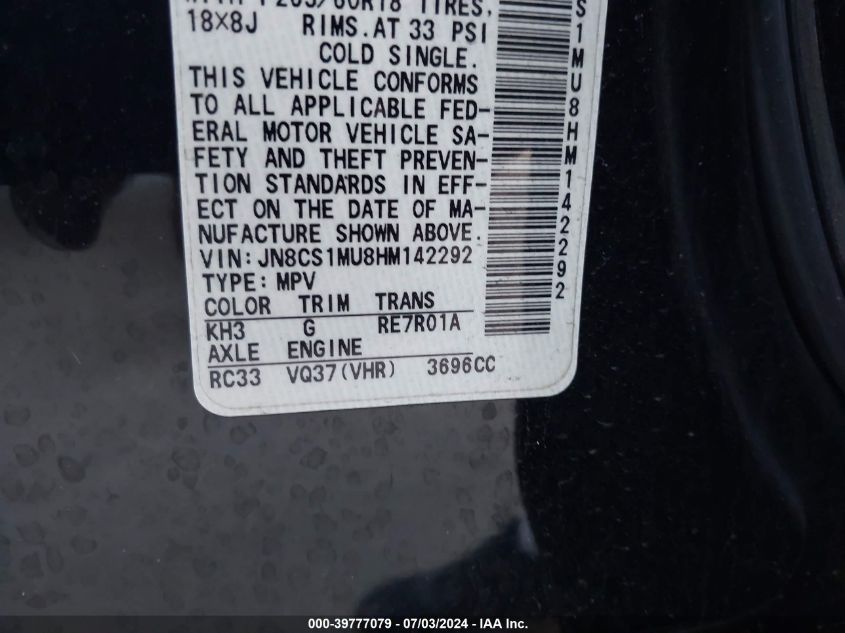 18X8J RIMS.AT 33 PSI
COLD SINGLE.
THIS VEHICLE CONFORMS
TO ALL APPLICABLE FED-
ERAL MOTOR VEHICLE SA-
FETY AND THEFT PREVEN-
TION STANDARDS IN EFF-
ECT ON THE DATE OF MA-
NUFACTURE SHOWN ABOVE.
VIN:JN8CS1MU8HM142292
TYPE:MPV
COLOR TRIM TRANS
KH3 G RE7R01A
AXLE ENGINE
RC33 VQ37(VHR) 3696CC
S1MU8HM142292
000-39777079 - 07/03/2024 - IAA Inc.